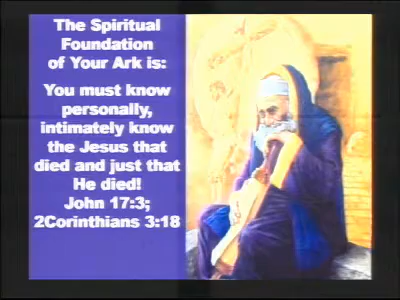 The Spiritual
Foundation
of Your Ark is:
You must know
personally,
intimately know
the Jesus that
died and just that
He died!
John 17:3;
2Corinthians 3:18